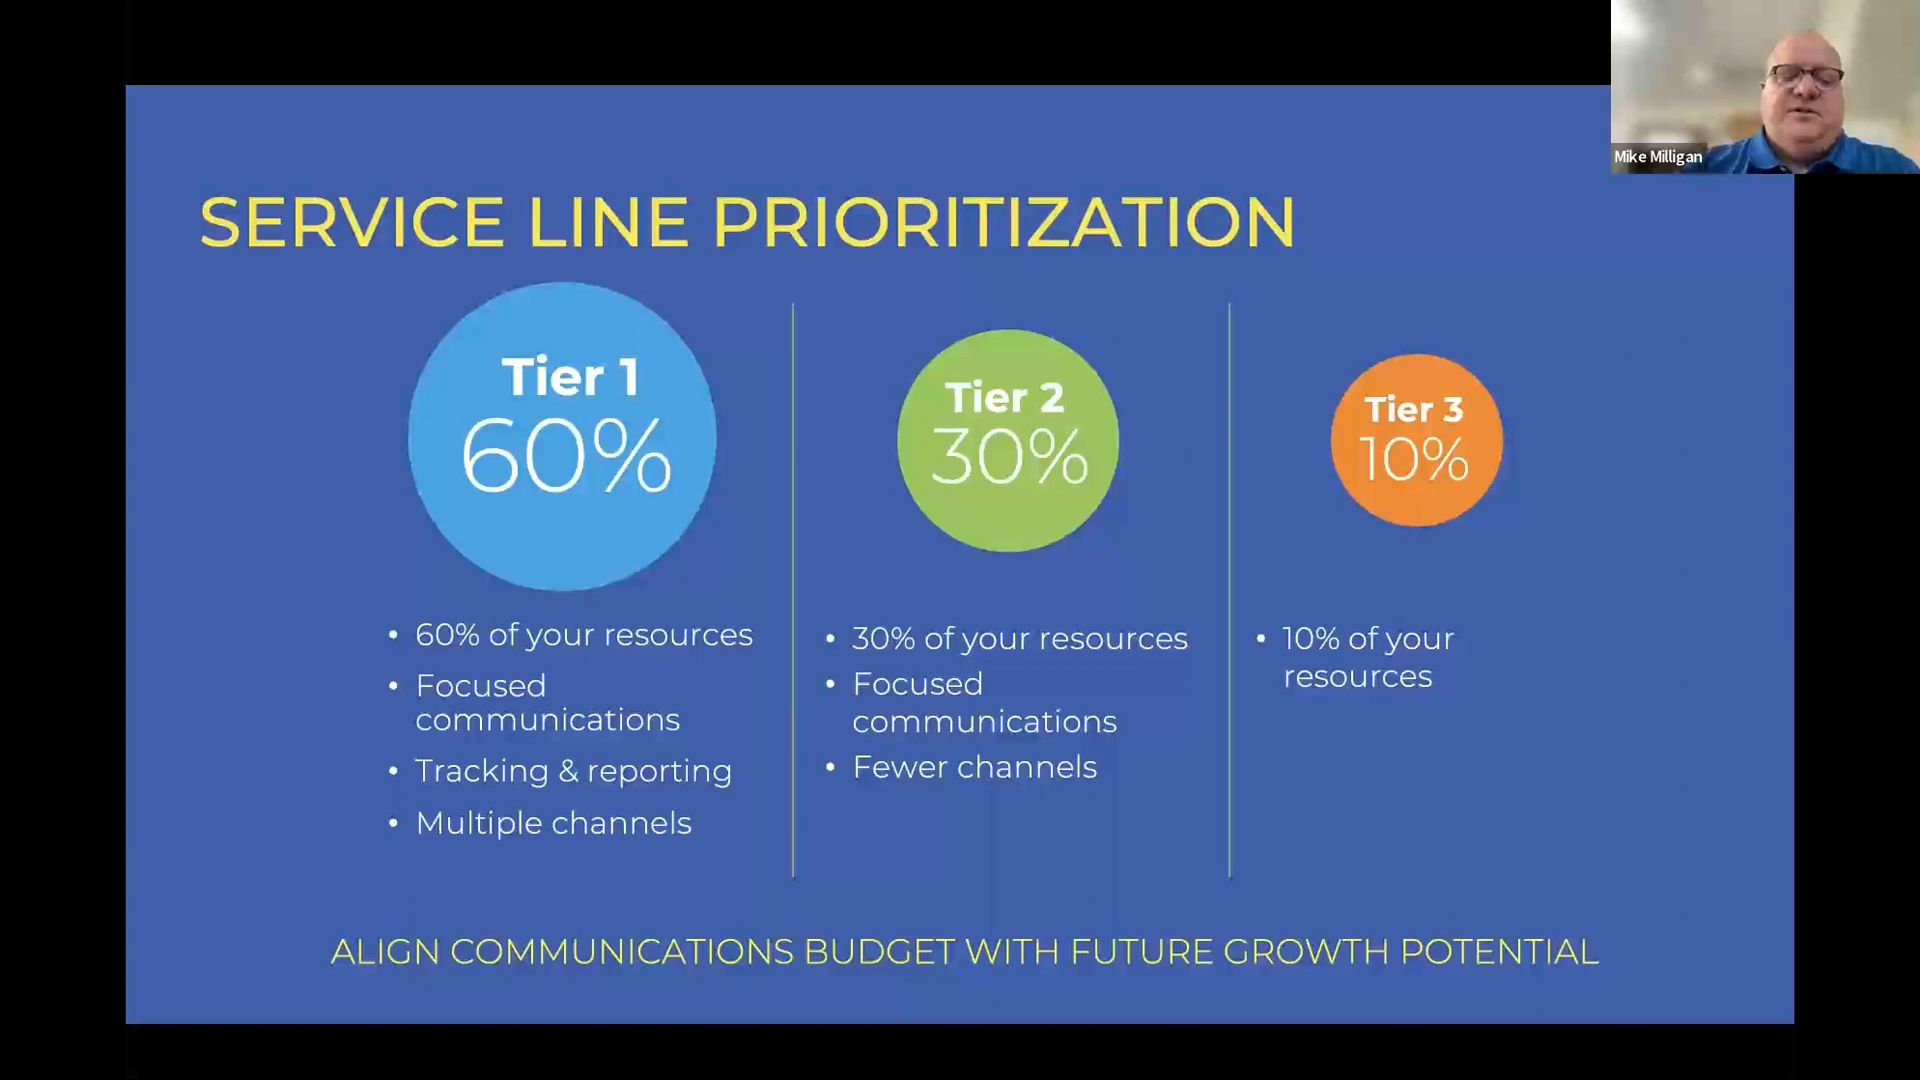 Mike Milligan
SERVICE LINE PRIORITIZATION
Tier 1
60%
• 60% of your resources
• Focused
communications
• Tracking & reporting
• Multiple channels
Tier 2
30%
• 30% of your resources
• Focused
communications
• Fewer channels
Tier 3
10%
• 10% of your
resources
ALIGN COMMUNICATIONS BUDGET WITH FUTURE GROWTH POTENTIAL